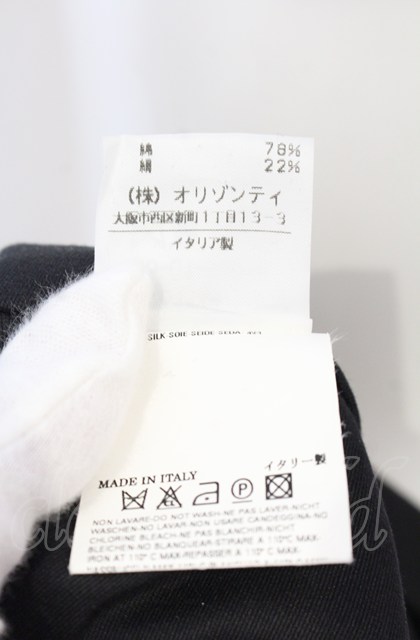 綿 78%
絹 22%
(株)オリゾンティ
大阪市西区新町1丁目13-3
イタリア製
SILK SOIE SEIDE SEDA
MADE IN ITALY
イタリー製
P
NON LAVARE-DO NOT WASH-NE PAS LAVER-NICHT
WASCHEN-NO LAVAR-NON USARE CANDEGGINA-NO
CHLORINE BLEACH-NE PAS BLANCHIR-NICHT
BLEICHEN-NO BLANQUEAR-STIRARE A 110°C MAX-
IRON AT 110°C MAX-REPASSER A 110°C MAX-